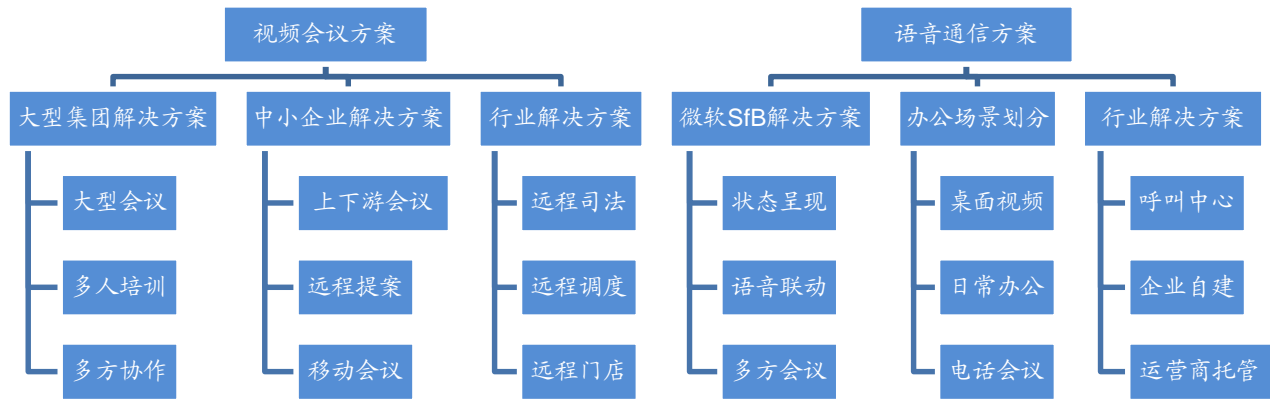 视频会议方案
语音通信方案
大型集团解决方案
中小企业解决方案
行业解决方案
微软SfB解决方案
办公场景划分
行业解决方案
大型会议
上下游会议
远程司法
状态呈现
桌面视频
呼叫中心
多人培训
远程提案
远程调度
语音联动
日常办公
企业自建
多方协作
移动会议
远程门店
多方会议
电话会议
运营商托管